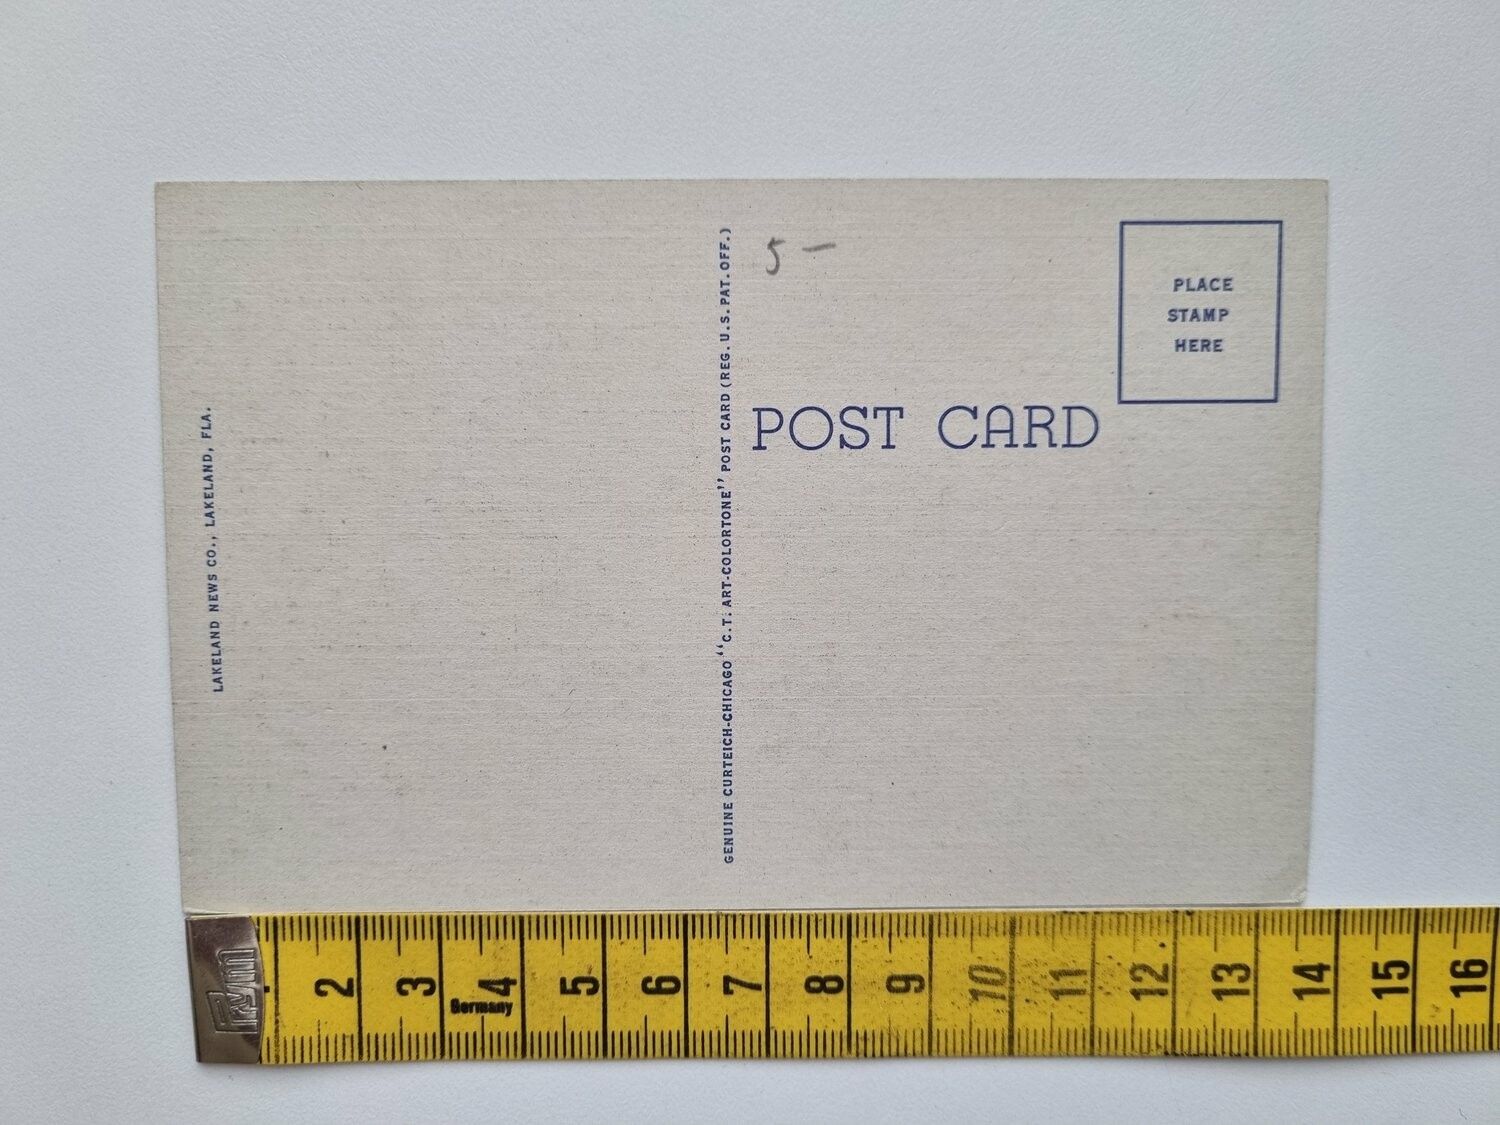 LAKELAND NEWS CO., LAKELAND, FLA.
GENUINE CURTEICH-CHICAGO "C.T. ART-COLORTONE" POST CARD (REG. U.S. PAT. OFF.)
5 —
PLACE
STAMP
HERE
POST CARD
Prym
2 3 4 5 6 7 8 9 10 11 12 13 14 15 16
Germany